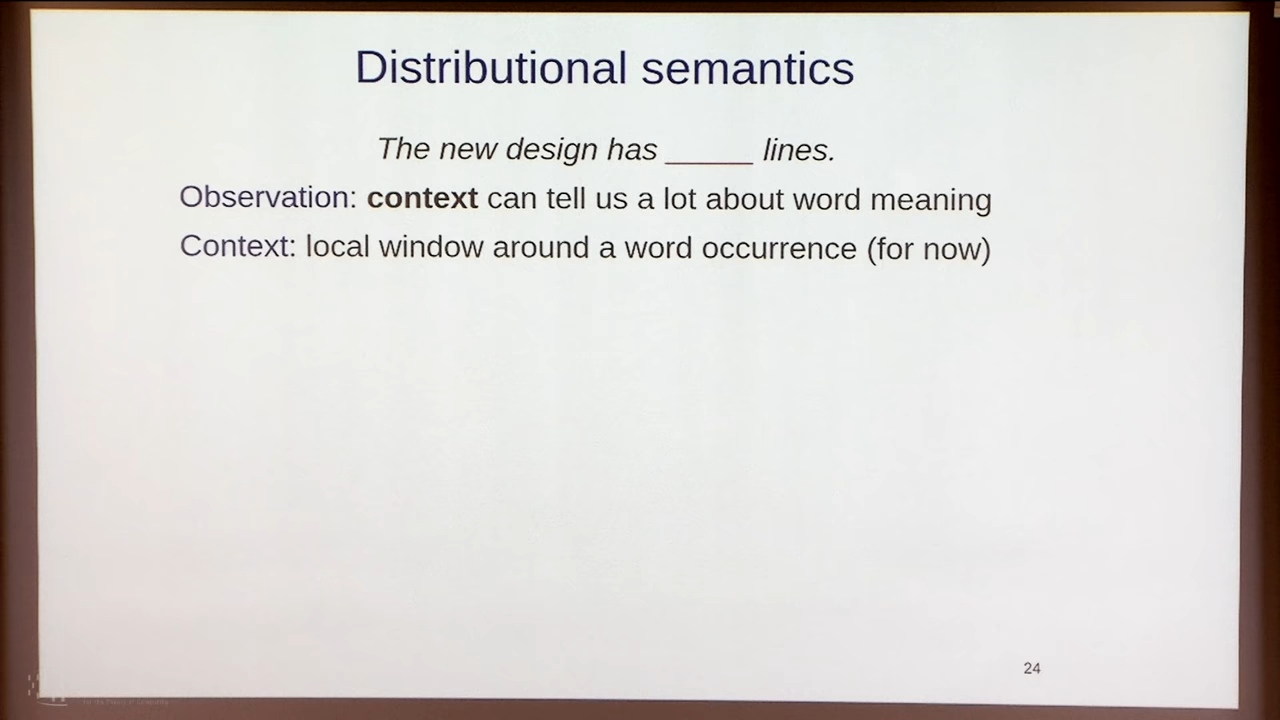 Distributional semantics
The new design has _____ lines.
Observation: context can tell us a lot about word meaning
Context: local window around a word occurrence (for now)
24